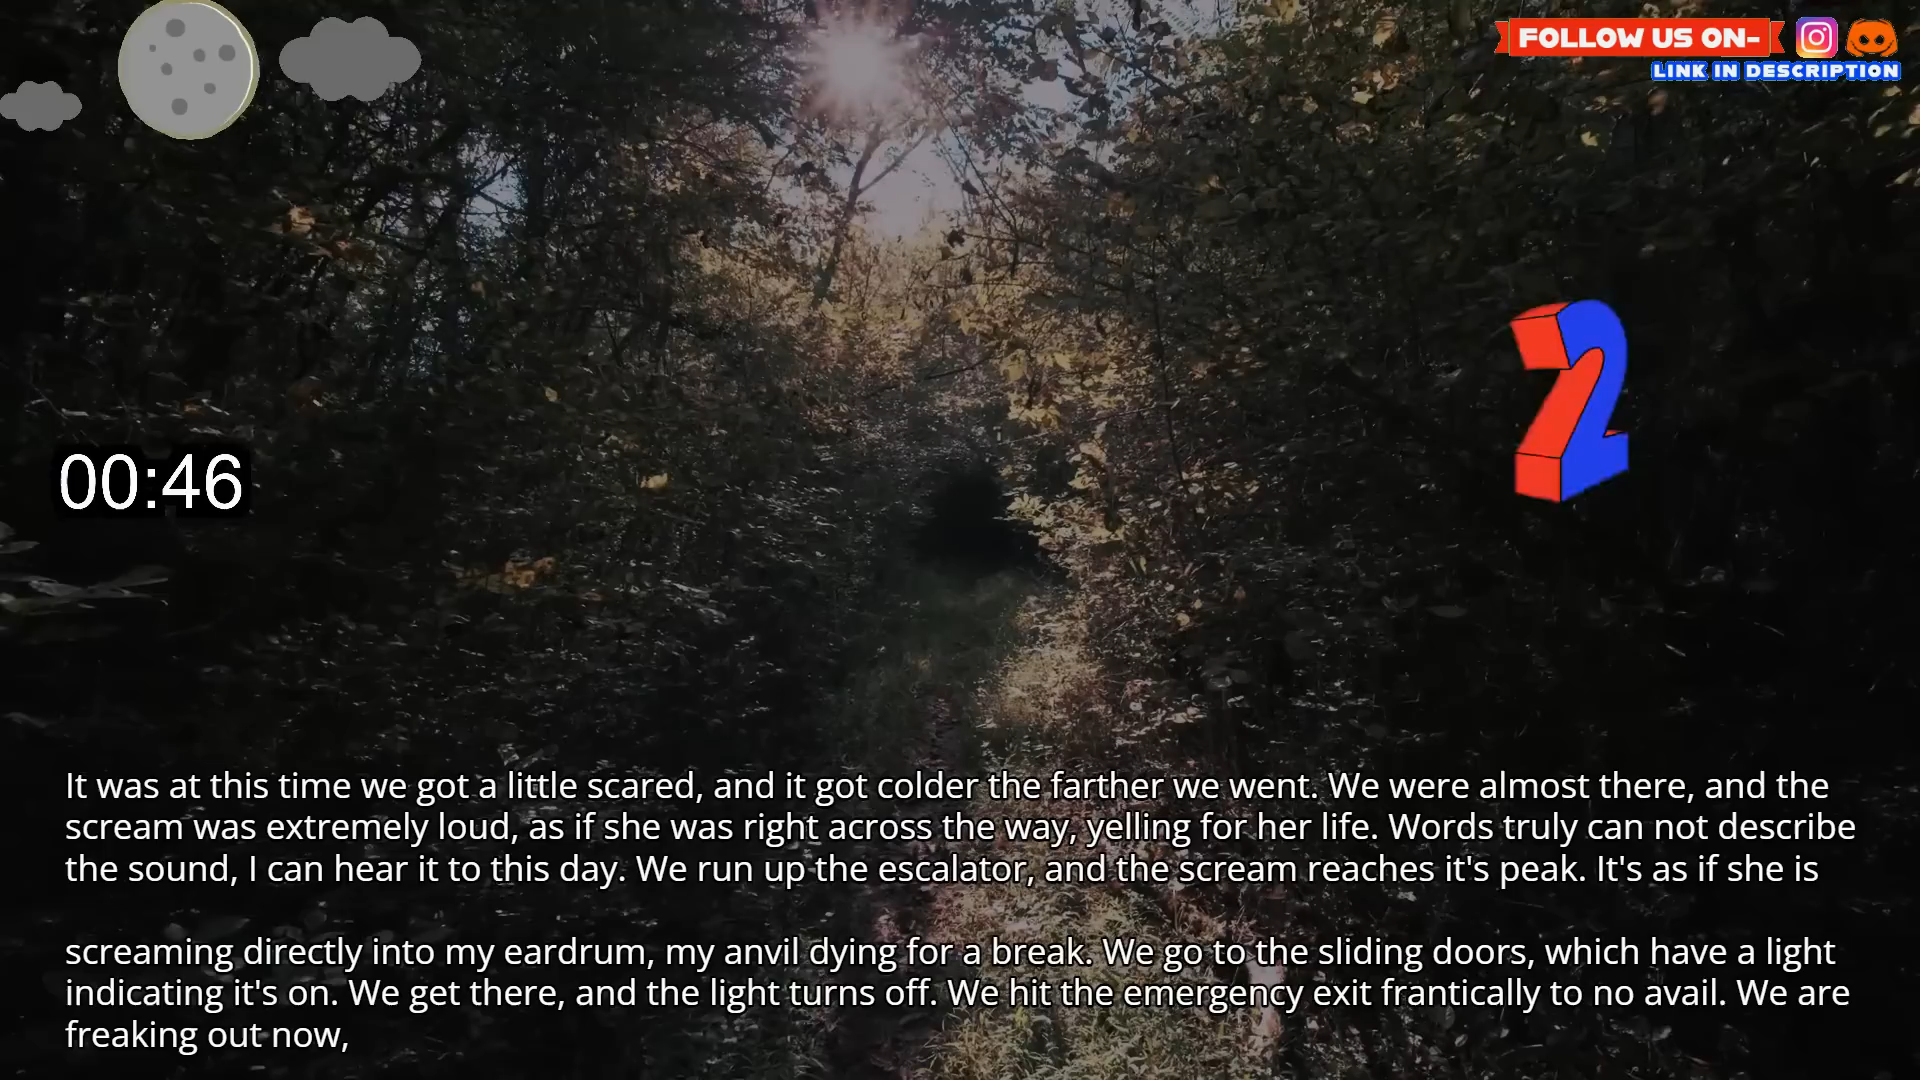 FOLLOW US ON-
LINK IN DESCRIPTION
2
00:46
It was at this time we got a little scared, and it got colder the farther we went. We were almost there, and the
scream was extremely loud, as if she was right across the way, yelling for her life. Words truly can not describe
the sound, I can hear it to this day. We run up the escalator, and the scream reaches it's peak. It's as if she is
screaming directly into my eardrum, my anvil dying for a break. We go to the sliding doors, which have a light
indicating it's on. We get there, and the light turns off. We hit the emergency exit frantically to no avail. We are
freaking out now,